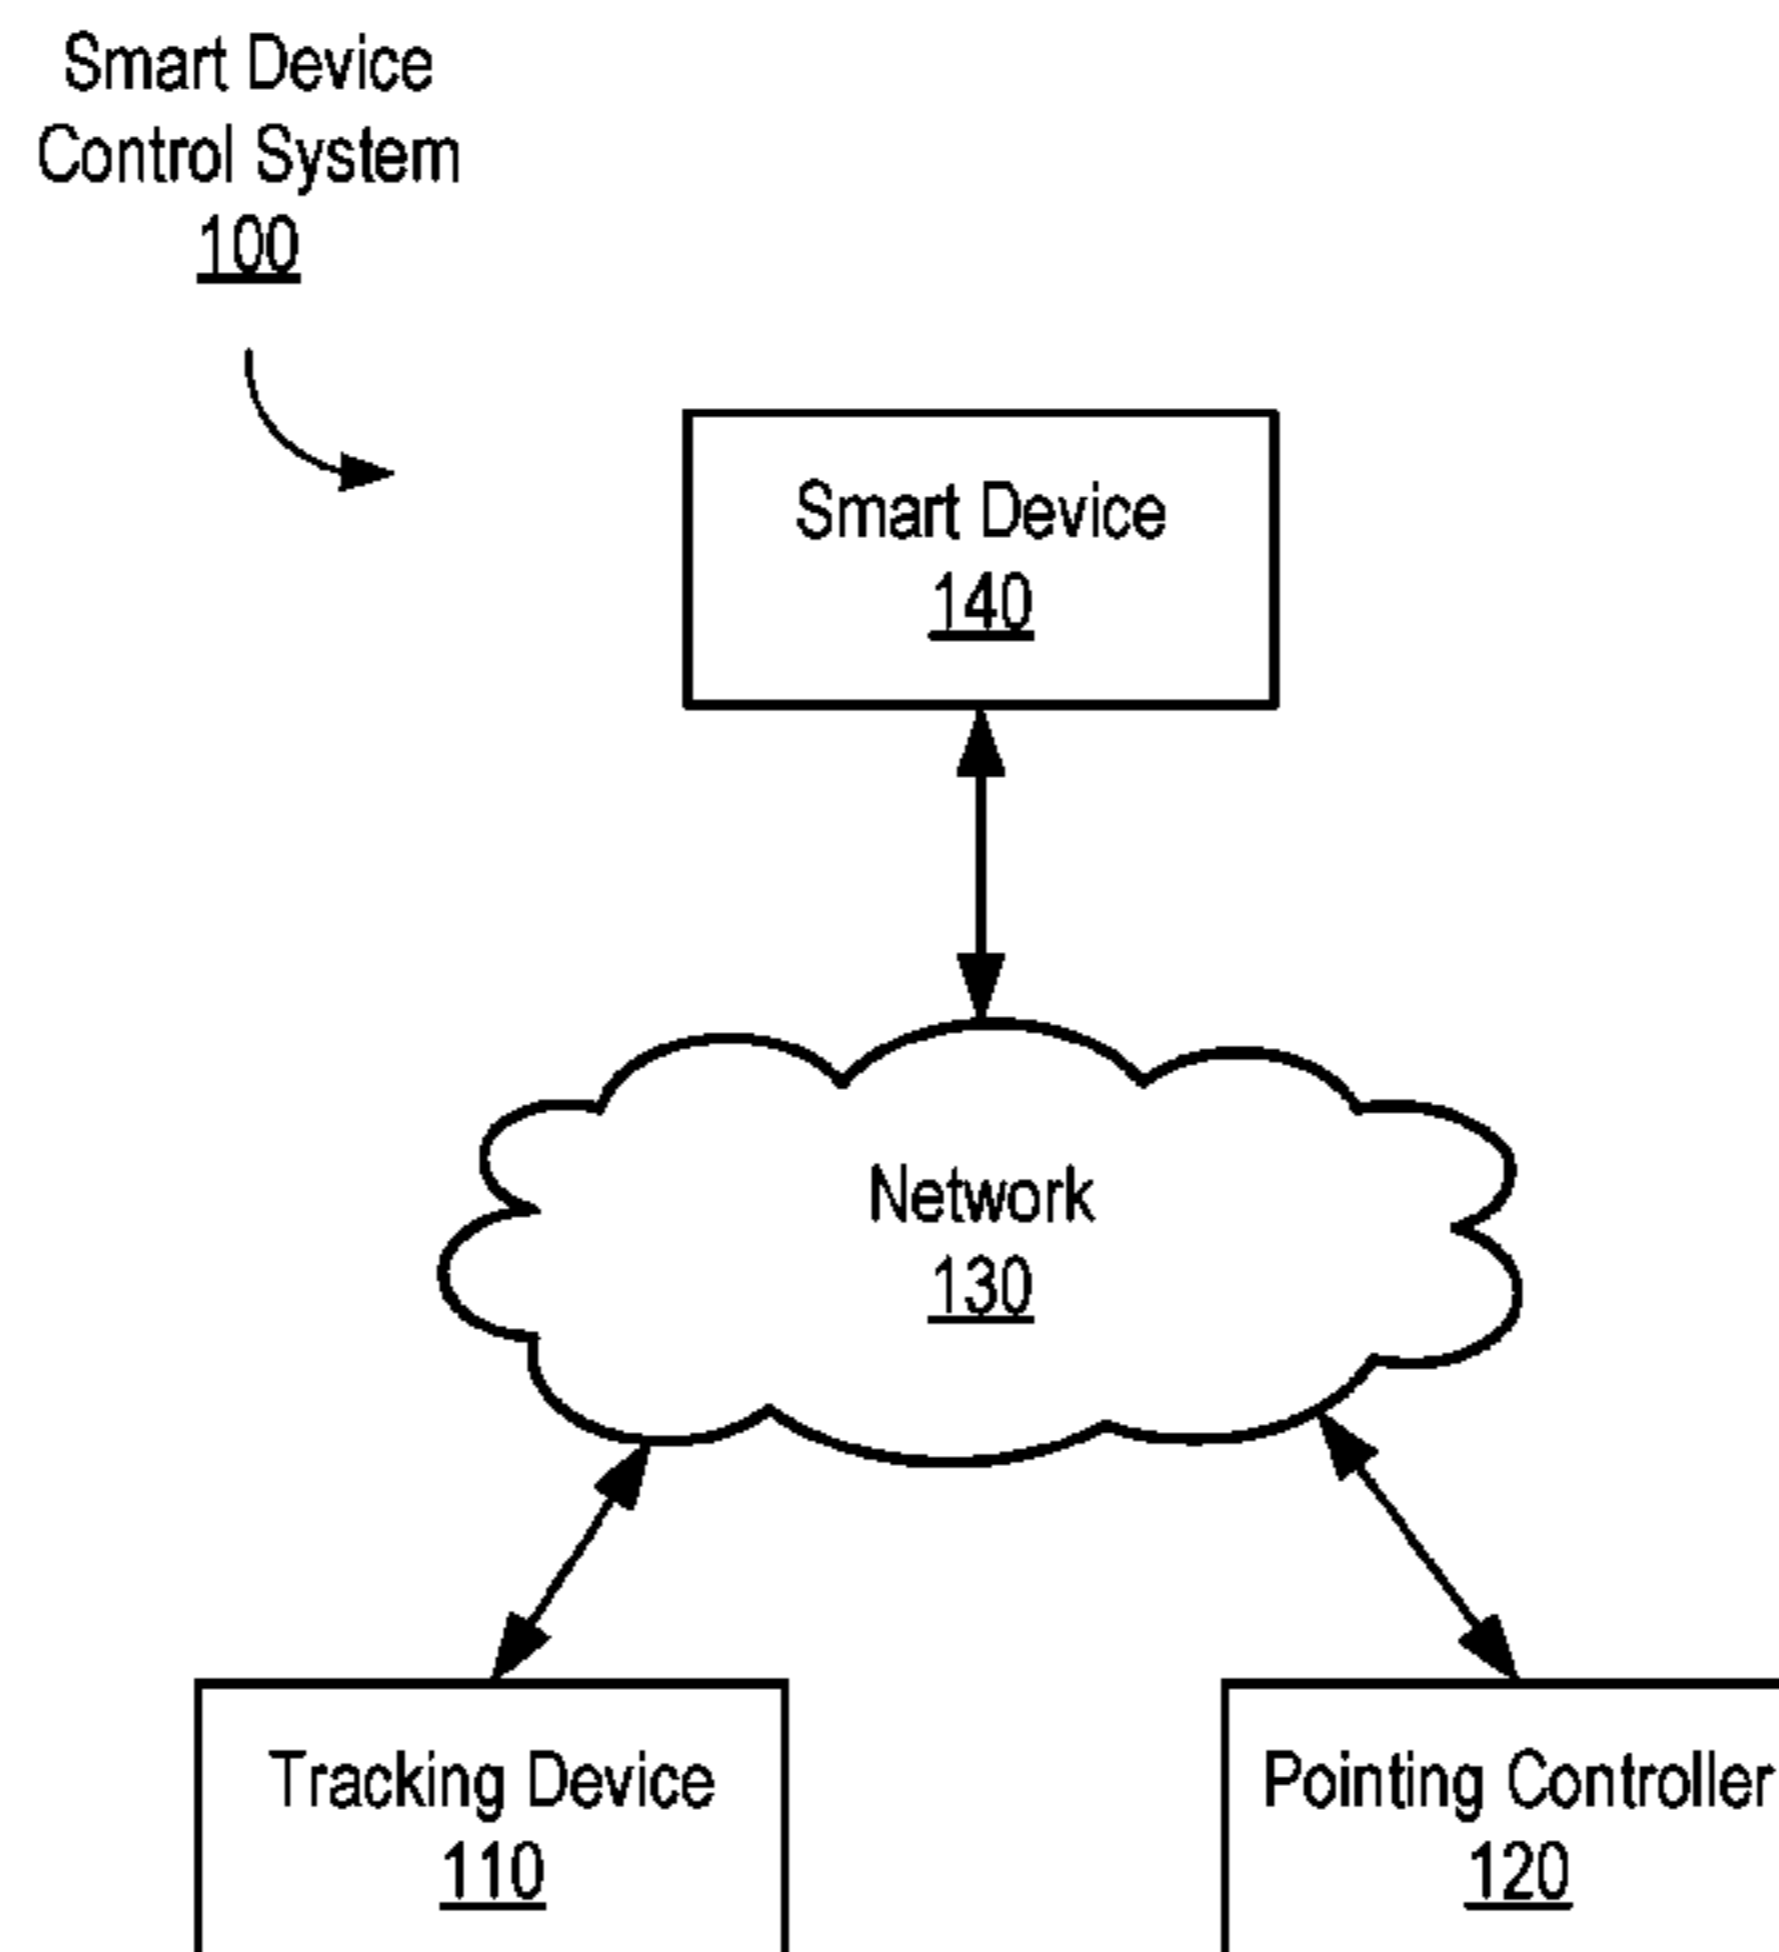 Smart Device
Control System
100
Smart Device
140
Network
130
Tracking Device
110
Pointing Controller
120